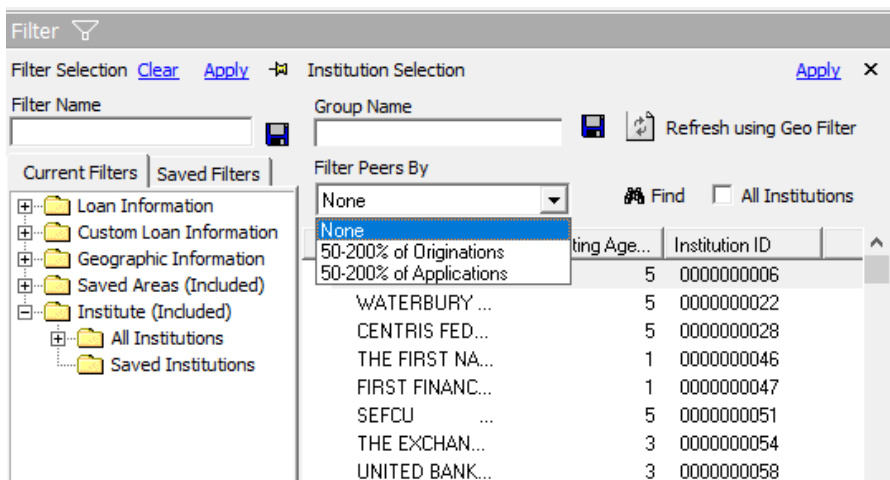 Filter
Filter Selection Clear Apply Institution Selection Apply
Filter Name Group Name
Refresh using Geo Filter
Current Filters Saved Filters Filter Peers By
None Find All Institutions
Loan Information
Custom Loan Information
Geographic Information
Saved Areas (Included)
Institute (Included)
All Institutions
Saved Institutions
None
50-200% of Originations
50-200% of Applications
ting Age... Institution ID
5 0000000006
WATERBURY ... 5 0000000022
CENTRIS FED... 5 0000000028
THE FIRST NA... 1 0000000046
FIRST FINANC... 1 0000000047
SEFCU ... 5 0000000051
THE EXCHAN... 3 0000000054
UNITED BANK... 3 0000000058